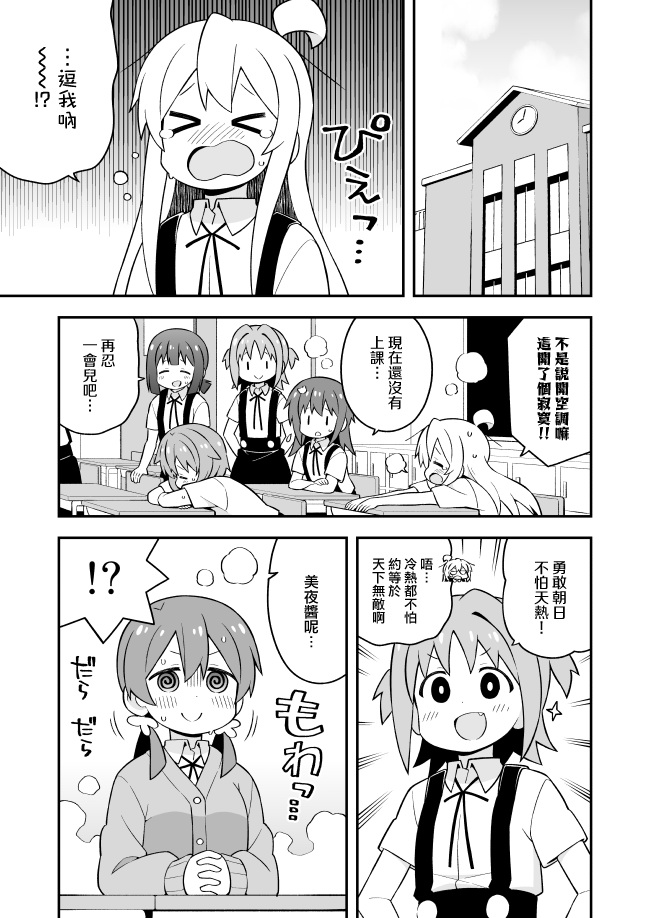 …逗我吶
~~~!?
ぴえっ…
不是説開空調嘛
這開了個寂寞!!
現在還沒有
上課…
再忍
一會兒吧…
勇敢朝日
不怕天熱！
唔…
冷熱都不怕
約等於
天下無敵啊
美夜醬呢…
!?
もわっ…
だら
だら